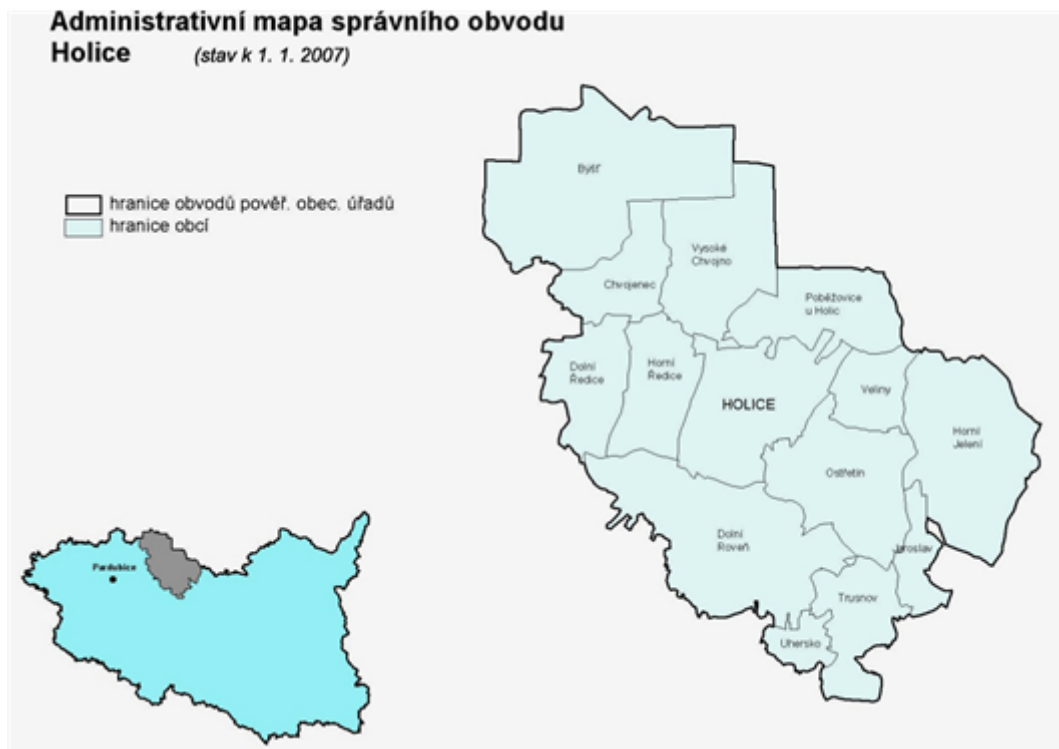 Administrativní mapa správního obvodu
Holice (stav k 1. 1. 2007)
hranice obvodů pověř. obec. úřadů
hranice obcí
Býšť
Vysoké
Chvojno
Chvojenec
Poběžovice
u Holic
Dolní
Ředice
Horní
Ředice
HOLICE
Veliny
Horní
Jelení
Ostřetín
Dolní
Roveň
Jaroslav
Trusnov
Uhersko
Pardubice